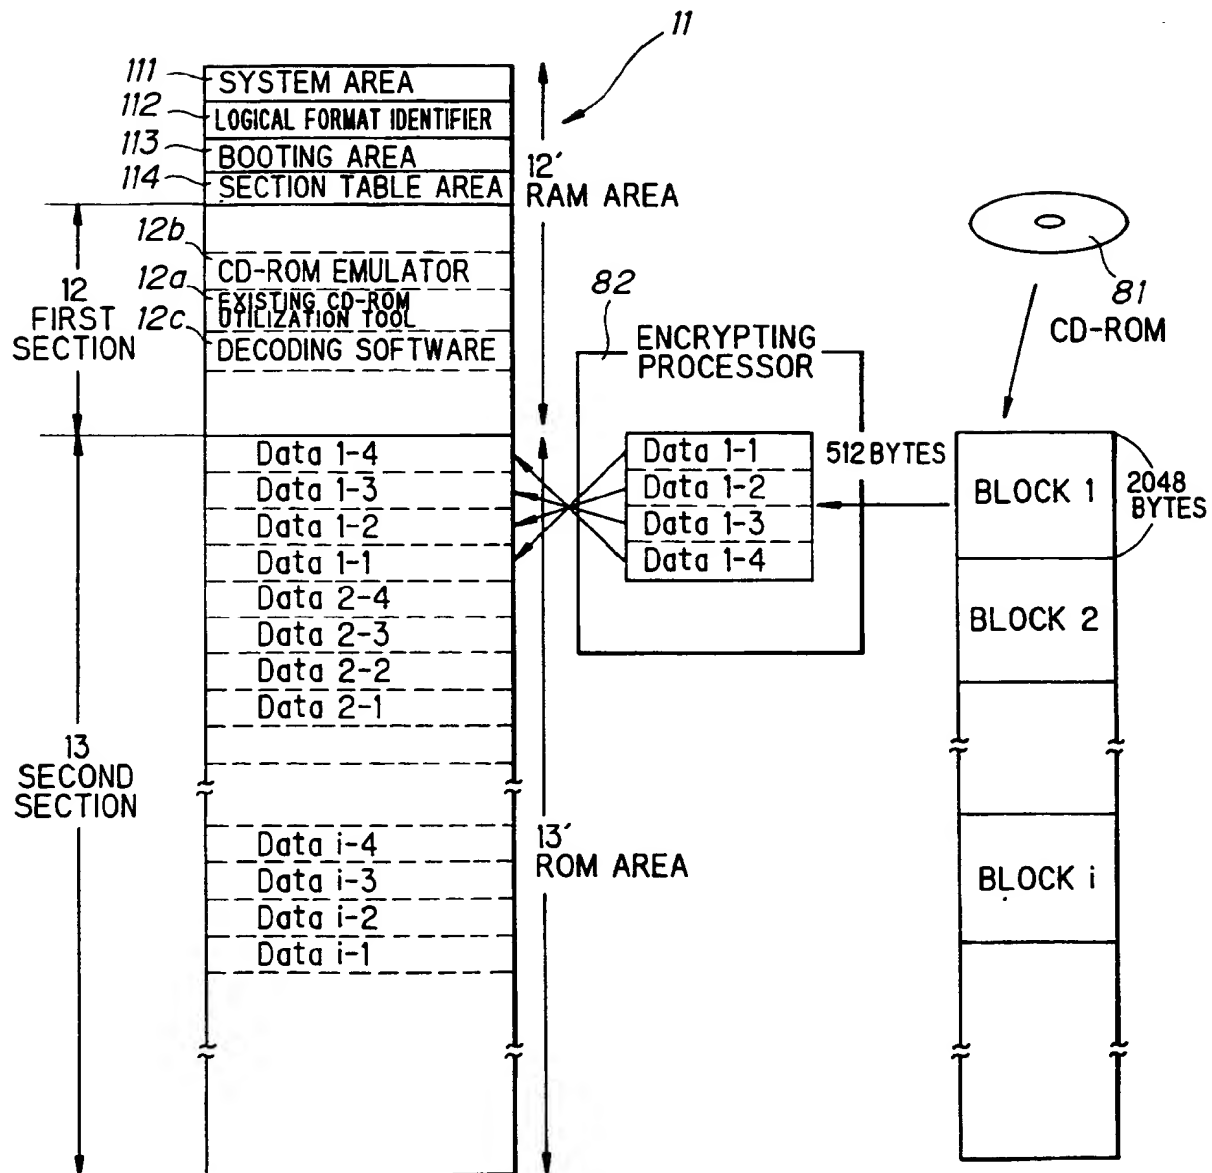 11
111
SYSTEM AREA
112
LOGICAL FORMAT IDENTIFIER
113
BOOTING AREA
114
SECTION TABLE AREA
12'
RAM AREA
12b
CD-ROM EMULATOR
12a
EXISTING CD-ROM
UTILIZATION TOOL
12c
DECODING SOFTWARE
12
FIRST
SECTION
82
ENCRYPTING
PROCESSOR
81
CD-ROM
Data 1-4
Data 1-3
Data 1-2
Data 1-1
Data 2-4
Data 2-3
Data 2-2
Data 2-1
Data 1-1
Data 1-2
Data 1-3
Data 1-4
512 BYTES
BLOCK 1
2048
BYTES
BLOCK 2
13
SECOND
SECTION
13'
ROM AREA
Data i-4
Data i-3
Data i-2
Data i-1
BLOCK i